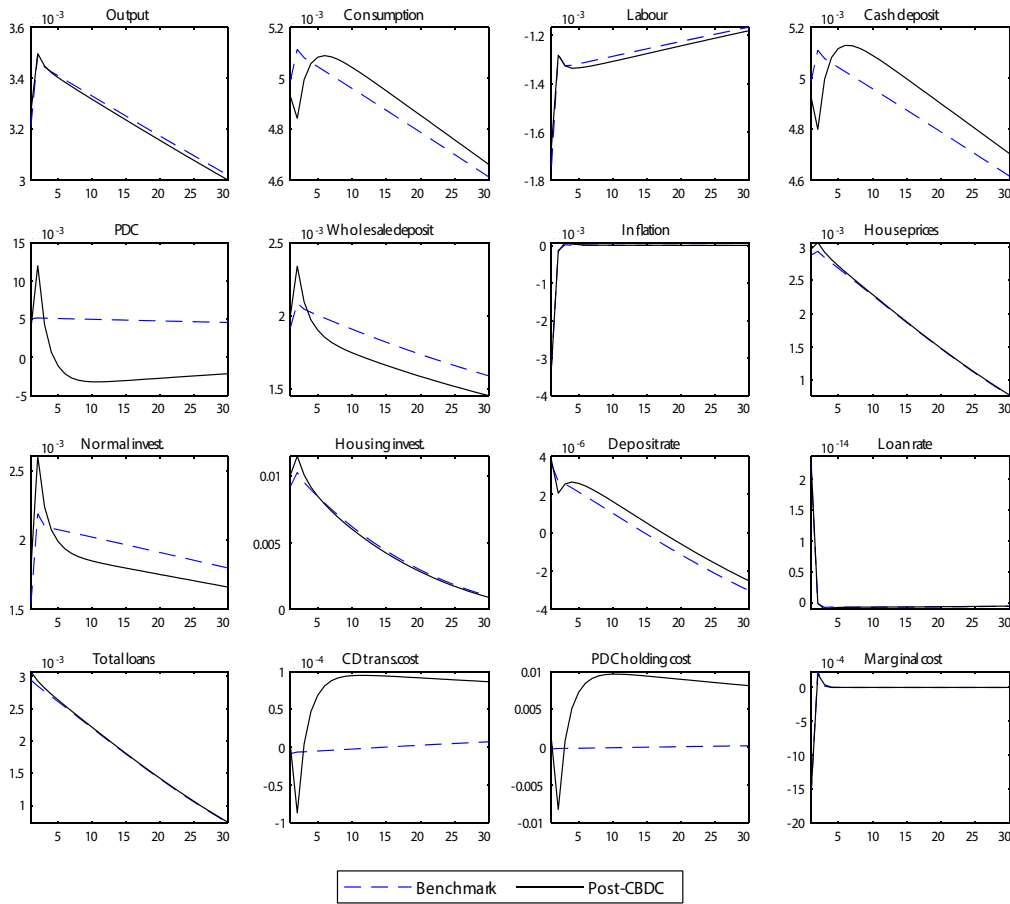 Output Consumption Labour Cash deposit
×10⁻³ ×10⁻³ ×10⁻³ ×10⁻³
3.6 5.2 -1.2 5.2
3.4 5 -1.4 5
3.2 4.8 -1.6 4.8
3 4.6 -1.8 4.6
5 10 15 20 25 30 5 10 15 20 25 30 5 10 15 20 25 30 5 10 15 20 25 30
PDC Wholesale deposit Inflation House prices
×10⁻³ ×10⁻³ ×10⁻³ ×10⁻³
15 2.5 0 3
10 2 -1 2.5
5 1.5 -2 2
0 -3 1.5
-5 -4 1
5 10 15 20 25 30 5 10 15 20 25 30 5 10 15 20 25 30 5 10 15 20 25 30
Normal invest. Housing invest. Deposit rate Loan rate
×10⁻³ ×10⁻⁶ ×10⁻¹⁴
2.5 0.01 4 2
2 0.005 2 1.5
1.5 0 0 1
-2 0.5
-4 0
5 10 15 20 25 30 5 10 15 20 25 30 5 10 15 20 25 30 5 10 15 20 25 30
Total loans CD trans.cost PDC holding cost Marginal cost
×10⁻³ ×10⁻⁴ ×10⁻⁴
3 1 0.01 0
2.5 0.5 0.005 -5
2 0 0 -10
1.5 -0.5 -0.005 -15
1 -1 -0.01 -20
5 10 15 20 25 30 5 10 15 20 25 30 5 10 15 20 25 30 5 10 15 20 25 30
Benchmark Post-CBDC